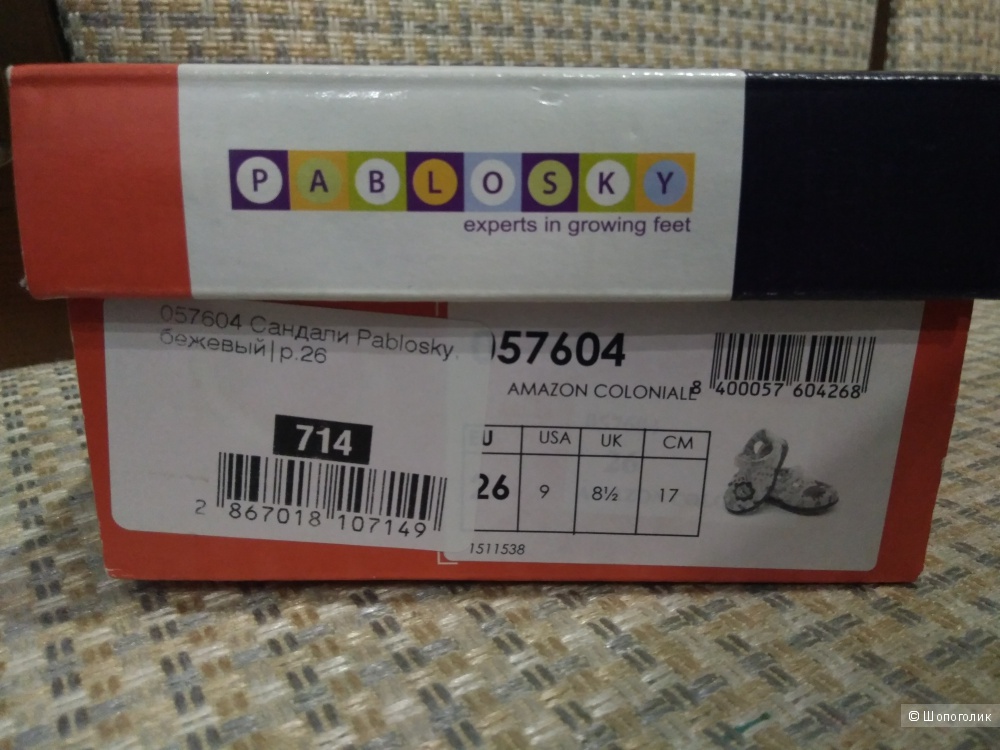 PABLOSKY
experts in growing feet
057604 Сандали Pablosky,
бежевый|р.26
714
2 867018 107149
057604
AMAZON COLONIALE
8 400057 604268
EU USA UK CM
26 9 8½ 17
1511538
© Шопоголик